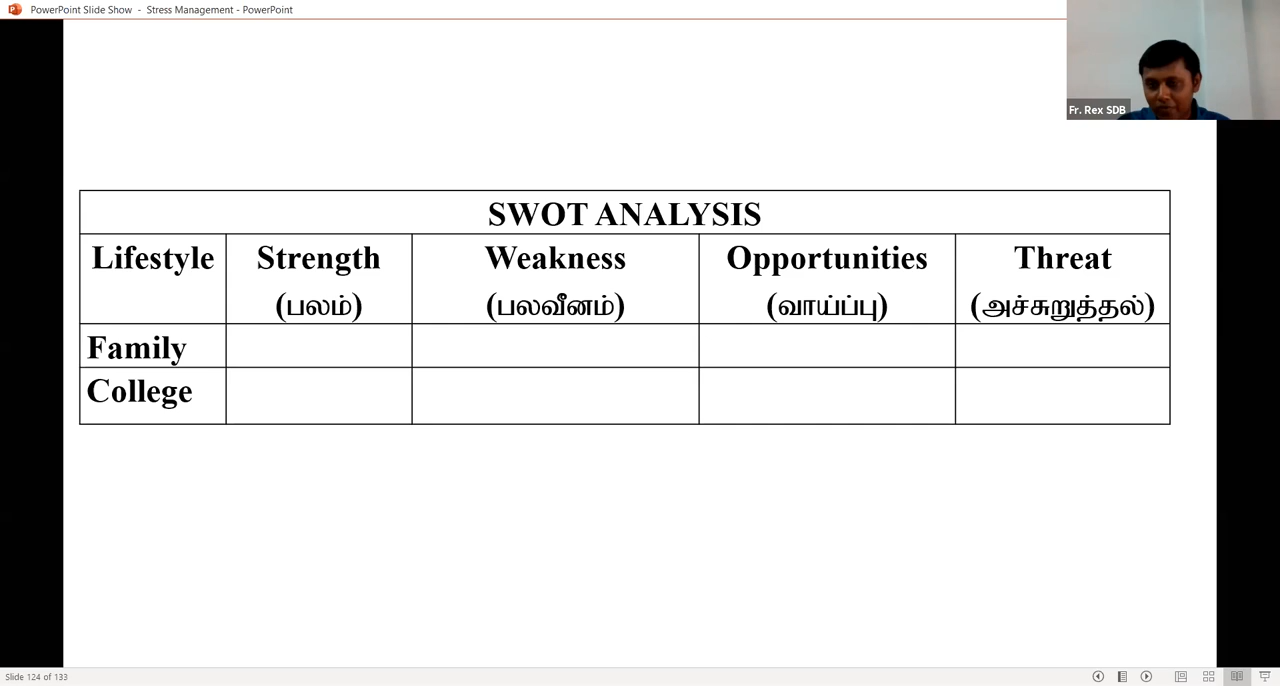 PowerPoint Slide Show - Stress Management - PowerPoint
Fr. Rex SDB
SWOT ANALYSIS
Lifestyle Strength Weakness Opportunities Threat
(பலம்) (பலவீனம்) (வாய்ப்பு) (அச்சுறுத்தல்)
Family
College
Slide 124 of 133